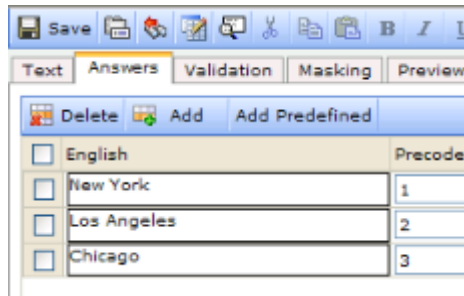 Save B I U
Text Answers Validation Masking Preview
Delete Add Add Predefined
English Precode
New York 1
Los Angeles 2
Chicago 3